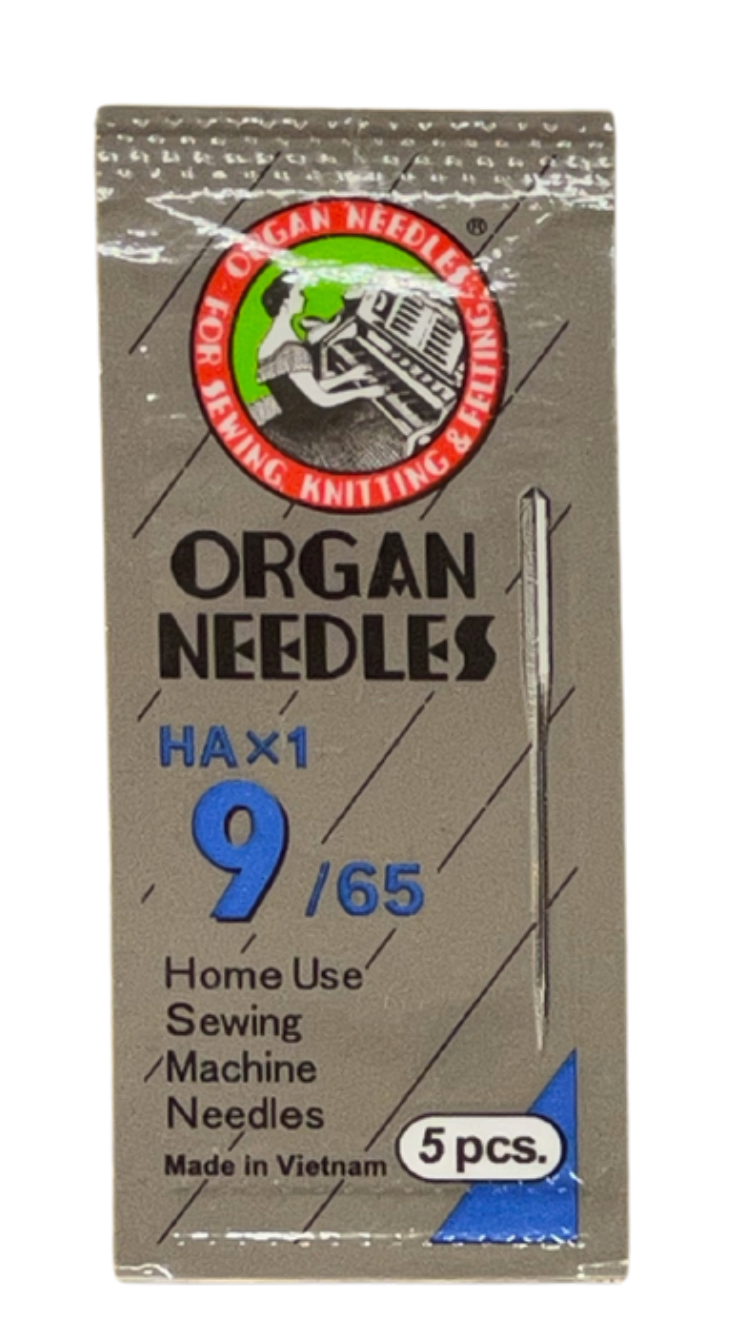 ORGAN NEEDLES
FOR SEWING, KNITTING & FELTING
®
ORGAN
NEEDLES
HA×1
9/65
Home Use
Sewing
Machine
Needles
Made in Vietnam
5 pcs.